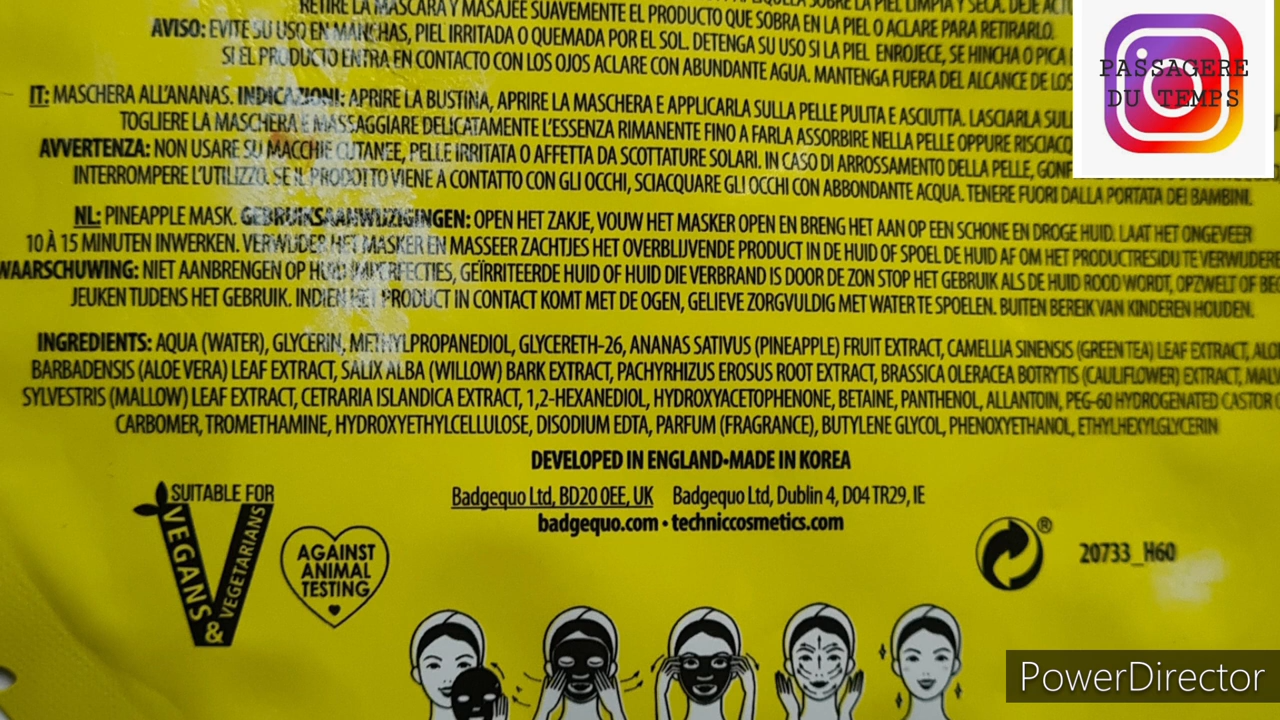 RETIRE LA MÁSCARA Y MASAJEE SUAVEMENTE EL PRODUCTO QUE SOBRA EN LA PIEL O ACLARE PARA RETIRARLO.
AVISO: EVITE SU USO EN MANCHAS, PIEL IRRITADA O QUEMADA POR EL SOL. DETENGA SU USO SI LA PIEL ENROJECE, SE HINCHA O PICA
SI EL PRODUCTO ENTRA EN CONTACTO CON LOS OJOS ACLARE CON ABUNDANTE AGUA. MANTENGA FUERA DEL ALCANCE DE LOS
IT: MASCHERA ALL'ANANAS. INDICAZIONI: APRIRE LA BUSTINA, APRIRE LA MASCHERA E APPLICARLA SULLA PELLE PULITA E ASCIUTTA. LASCIARLA
TOGLIERE LA MASCHERA E MASSAGGIARE DELICATAMENTE L'ESSENZA RIMANENTE FINO A FARLA ASSORBIRE NELLA PELLE OPPURE
AVVERTENZA: NON USARE SU MACCHIE CUTANEE, PELLE IRRITATA O AFFETTA DA SCOTTATURE SOLARI. IN CASO DI ARROSSAMENTO DELLA PELLE,
INTERROMPERE L'UTILIZZO. SE IL PRODOTTO VIENE A CONTATTO CON GLI OCCHI, SCIACQUARE GLI OCCHI CON ABBONDANTE ACQUA. TENERE FUORI DALLA PORTATA DEI BAMBINI.
NL: PINEAPPLE MASK. GEBRUIKSAANWIJZIGINGEN: OPEN HET ZAKJE, VOUW HET MASKER OPEN EN BRENG HET AAN OP EEN SCHONE EN DROGE HUID. LAAT HET ONGEVEER
10 À 15 MINUTEN INWERKEN. VERWIJDER HET MASKER EN MASSEER ZACHTJES HET OVERBLIJVENDE PRODUCT IN DE HUID OF SPOEL DE HUID AF OM HET PRODUCTRESIDU TE VERWIJDERE
WAARSCHUWING: NIET AANBRENGEN OP HUID IMPERFECTIES, GEÏRRITEERDE HUID OF HUID DIE VERBRAND IS DOOR DE ZON STOP HET GEBRUIK ALS DE HUID ROOD WORDT, OPZWELT OF
JEUKEN TIJDENS HET GEBRUIK. INDIEN HET PRODUCT IN CONTACT KOMT MET DE OGEN, GELIEVE ZORGVULDIG MET WATER TE SPOELEN. BUITEN BEREIK VAN KINDEREN HOUDEN.
INGREDIENTS: AQUA (WATER), GLYCERIN, METHYLPROPANEDIOL, GLYCERETH-26, ANANAS SATIVUS (PINEAPPLE) FRUIT EXTRACT, CAMELLIA SINENSIS (GREEN TEA) LEAF EXTRACT, ALO
BARBADENSIS (ALOE VERA) LEAF EXTRACT, SALIX ALBA (WILLOW) BARK EXTRACT, PACHYRHIZUS EROSUS ROOT EXTRACT, BRASSICA OLERACEA BOTRYTIS (CAULIFLOWER) EXTRACT, MALV
SYLVESTRIS (MALLOW) LEAF EXTRACT, CETRARIA ISLANDICA EXTRACT, 1,2-HEXANEDIOL, HYDROXYACETOPHENONE, BETAINE, PANTHENOL, ALLANTOIN, PEG-60 HYDROGENATED CASTOR
CARBOMER, TROMETHAMINE, HYDROXYETHYLCELLULOSE, DISODIUM EDTA, PARFUM (FRAGRANCE), BUTYLENE GLYCOL, PHENOXYETHANOL, ETHYLHEXYLGLYCERIN
DEVELOPED IN ENGLAND•MADE IN KOREA
Badgequo Ltd, BD20 0EE, UK Badgequo Ltd, Dublin 4, D04 TR29, IE
badgequo.com • techniccosmetics.com
SUITABLE FOR
VEGANS & VEGETARIANS
AGAINST
ANIMAL
TESTING
®
20733_H60
PASSAGERE
DU TEMPS
PowerDirector